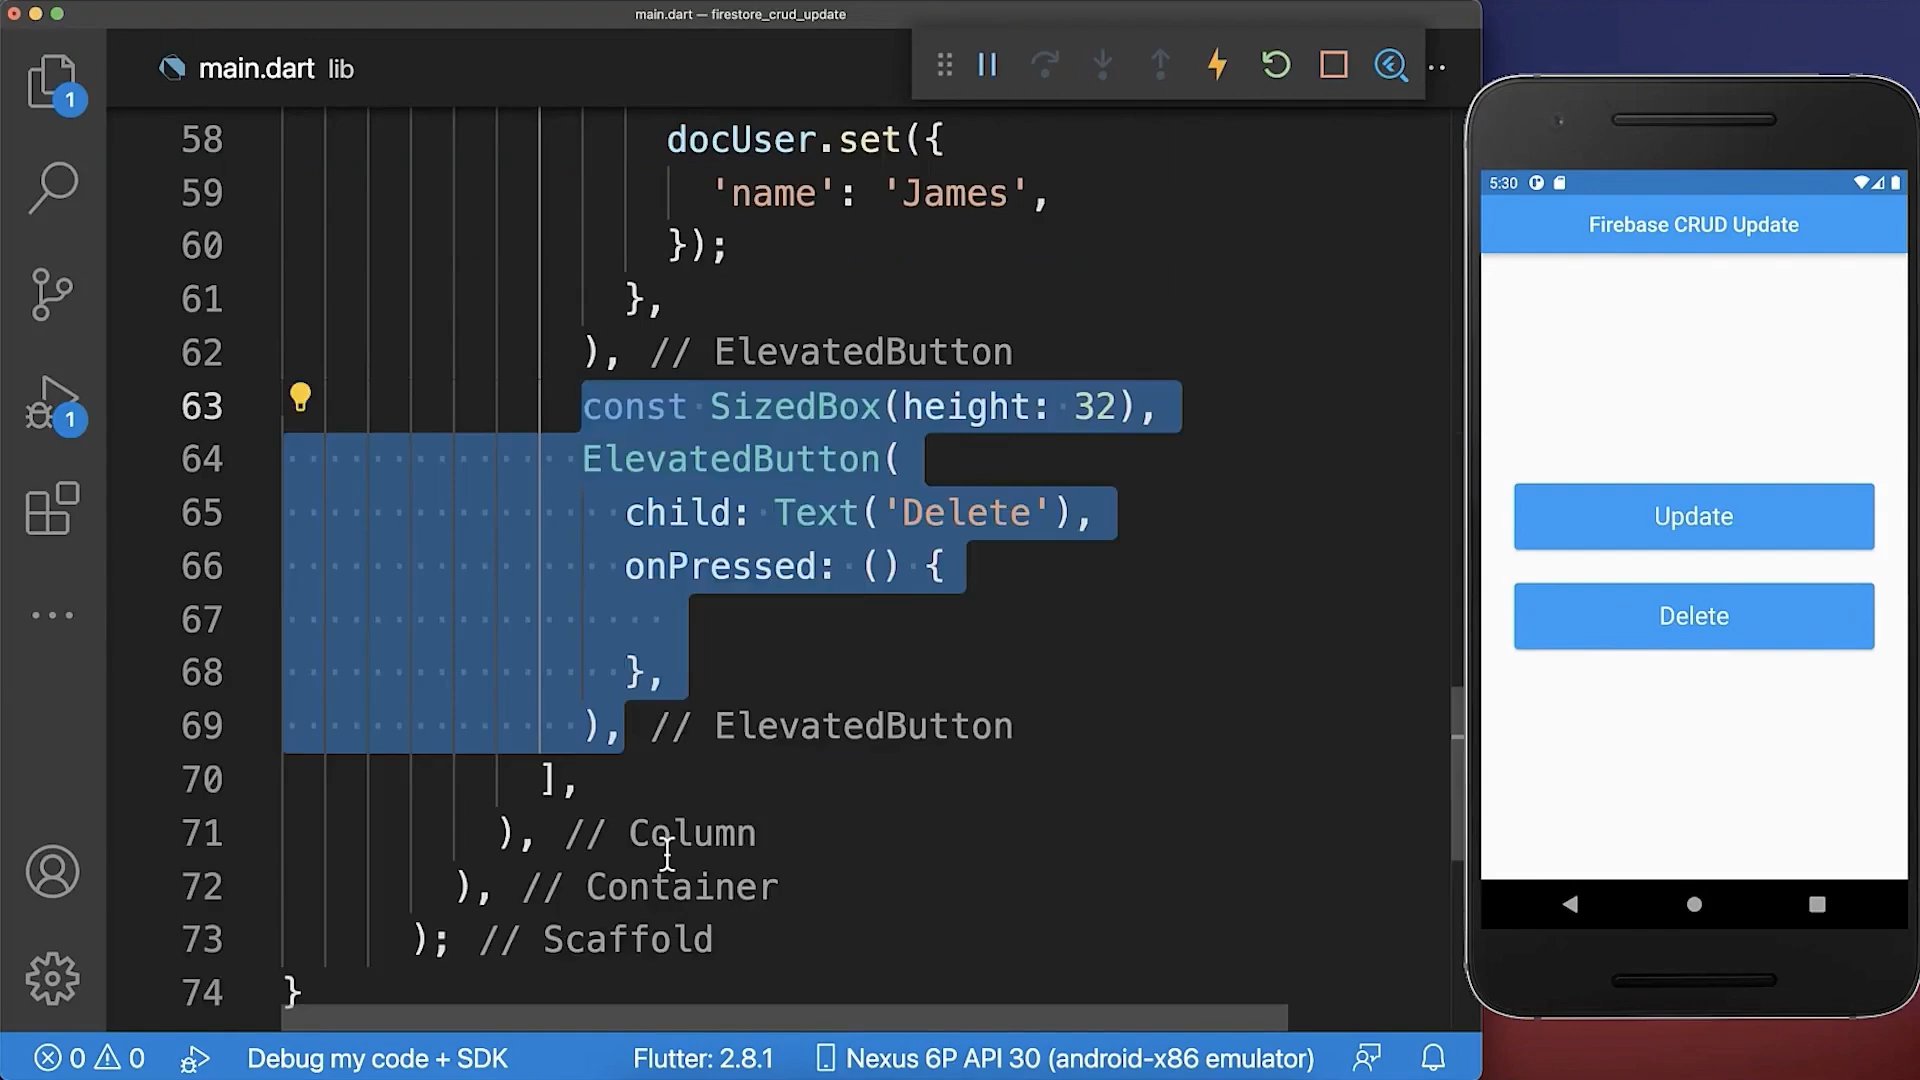 main.dart — firestore_crud_update
main.dart lib
1
1
58 docUser.set({
59 'name': 'James',
60 });
61 },
62 ), // ElevatedButton
63 const SizedBox(height: 32),
64 ElevatedButton(
65 child: Text('Delete'),
66 onPressed: () {
67
68 },
69 ), // ElevatedButton
70 ],
71 ), // Column
72 ), // Container
73 ); // Scaffold
74 }
0 0 Debug my code + SDK Flutter: 2.8.1 Nexus 6P API 30 (android-x86 emulator)
5:30
Firebase CRUD Update
Update
Delete